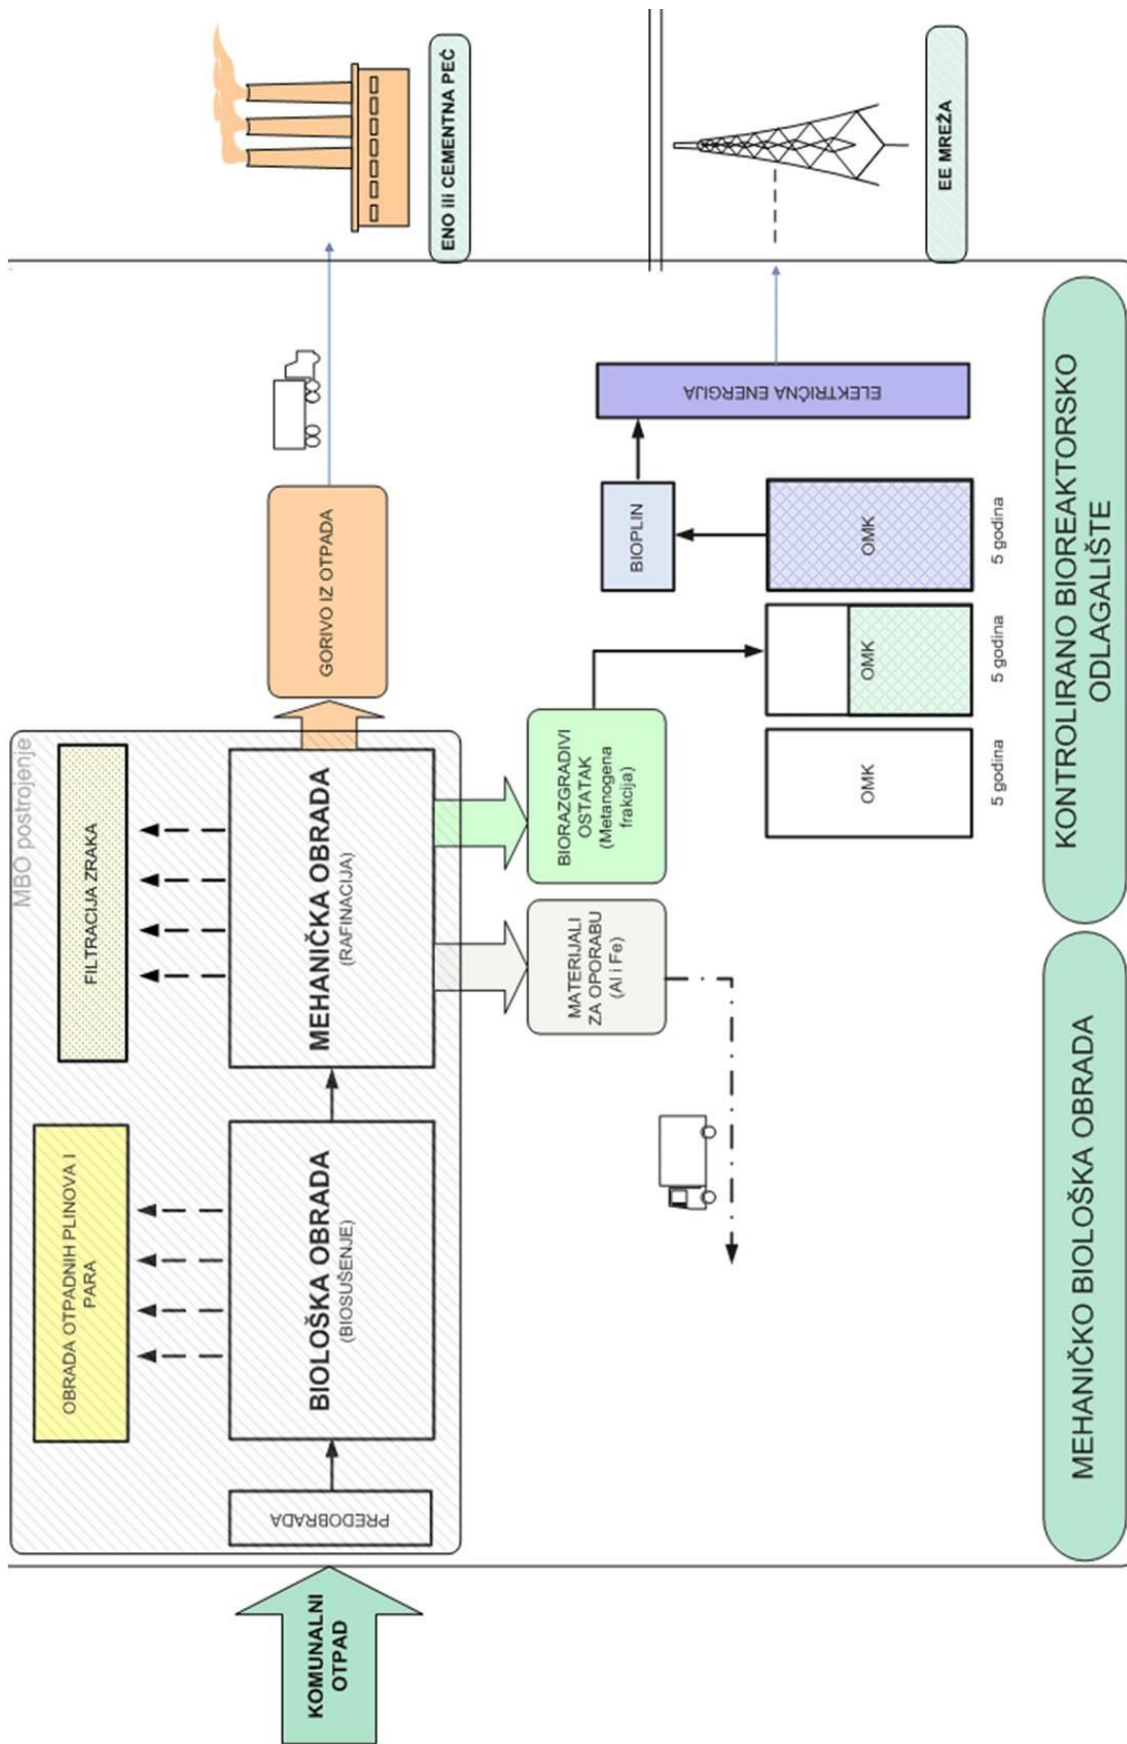 KOMUNALNI
OTPAD
MBO postrojenje
PREDOBRADA
OBRADA OTPADNIH PLINOVA I
PARA
BIOLOŠKA OBRADA
(BIOSUŠENJE)
FILTRACIJA ZRAKA
MEHANIČKA OBRADA
(RAFINACIJA)
GORIVO IZ OTPADA
ENO ili CEMENTNA PEĆ
MATERIJALI
ZA OPORABU
(Al i Fe)
BIORAZGRADIVI
OSTATAK
(Metanogena
frakcija)
BIOPLIN
ELEKTRIČNA ENERGIJA
EE MREŽA
OMK
OMK
OMK
5 godina
5 godina
5 godina
MEHANIČKO BIOLOŠKA OBRADA
KONTROLIRANO BIOREAKTORSKO
ODLAGALIŠTE